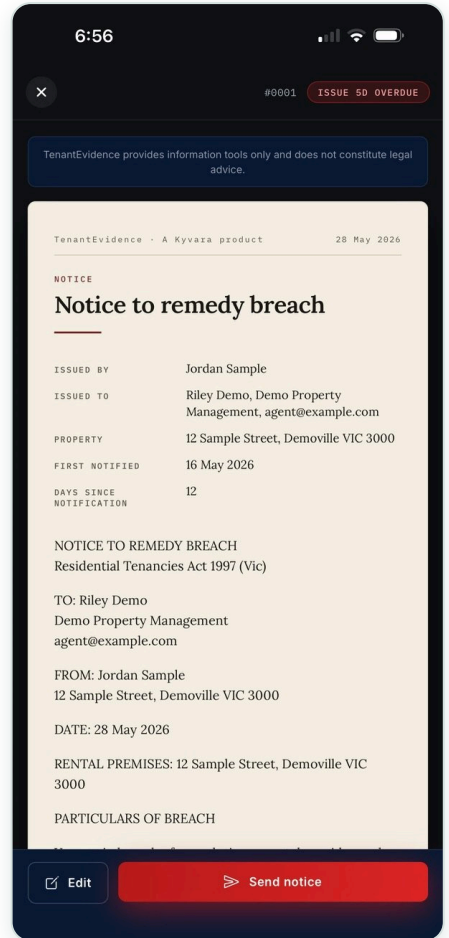 6:56
#0001 ISSUE 5D OVERDUE
TenantEvidence provides information tools only and does not constitute legal
advice.
TenantEvidence · A Kyvara product 28 May 2026
NOTICE
Notice to remedy breach
ISSUED BY Jordan Sample
ISSUED TO Riley Demo, Demo Property
Management, agent@example.com
PROPERTY 12 Sample Street, Demoville VIC 3000
FIRST NOTIFIED 16 May 2026
DAYS SINCE 12
NOTIFICATION
NOTICE TO REMEDY BREACH
Residential Tenancies Act 1997 (Vic)
TO: Riley Demo
Demo Property Management
agent@example.com
FROM: Jordan Sample
12 Sample Street, Demoville VIC 3000
DATE: 28 May 2026
RENTAL PREMISES: 12 Sample Street, Demoville VIC
3000
PARTICULARS OF BREACH
Edit
Send notice